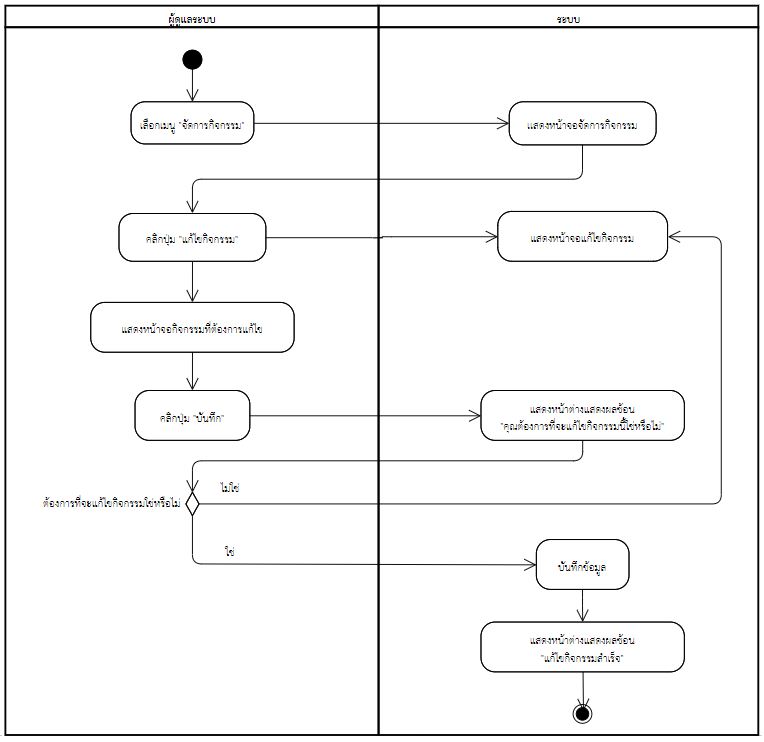 ผู้ดูแลระบบ
ระบบ
เลือกเมนู "จัดการกิจกรรม"
แสดงหน้าจอจัดการกิจกรรม
คลิกปุ่ม "แก้ไขกิจกรรม"
แสดงหน้าจอแก้ไขกิจกรรม
แสดงหน้าจอกิจกรรมที่ต้องการแก้ไข
คลิกปุ่ม "บันทึก"
แสดงหน้าต่างแสดงผลซ้อน
"คุณต้องการที่จะแก้ไขกิจกรรมนี้ใช่หรือไม่"
ไม่ใช่
ต้องการที่จะแก้ไขกิจกรรมใช่หรือไม่
ใช่
บันทึกข้อมูล
แสดงหน้าต่างแสดงผลซ้อน
"แก้ไขกิจกรรมสำเร็จ"